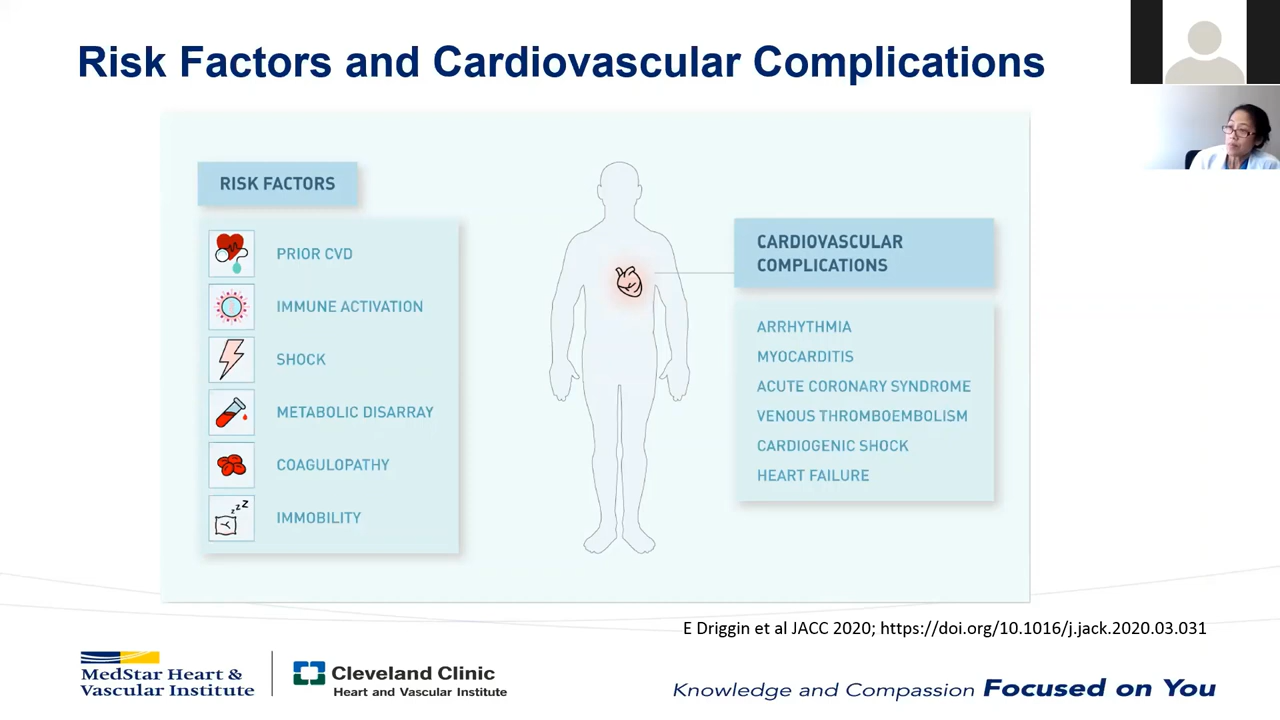 Risk Factors and Cardiovascular Complications
RISK FACTORS
PRIOR CVD
IMMUNE ACTIVATION
SHOCK
METABOLIC DISARRAY
COAGULOPATHY
IMMOBILITY
CARDIOVASCULAR
COMPLICATIONS
ARRHYTHMIA
MYOCARDITIS
ACUTE CORONARY SYNDROME
VENOUS THROMBOEMBOLISM
CARDIOGENIC SHOCK
HEART FAILURE
E Driggin et al JACC 2020; https://doi.org/10.1016/j.jack.2020.03.031
MedStar Heart &
Vascular Institute
Cleveland Clinic
Heart and Vascular Institute
Knowledge and Compassion Focused on You